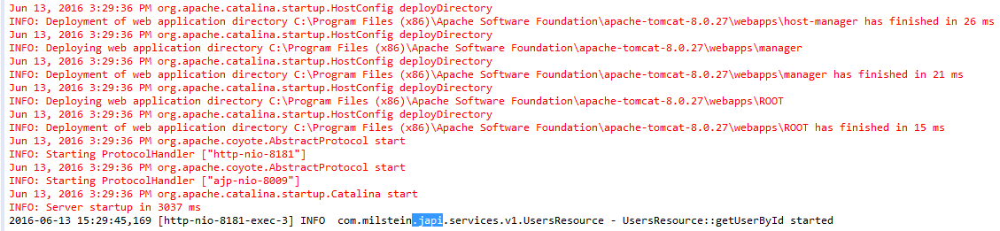 Jun 13, 2016 3:29:36 PM org.apache.catalina.startup.HostConfig deployDirectory
INFO: Deployment of web application directory C:\Program Files (x86)\Apache Software Foundation\apache-tomcat-8.0.27\webapps\host-manager has finished in 26 ms
Jun 13, 2016 3:29:36 PM org.apache.catalina.startup.HostConfig deployDirectory
INFO: Deploying web application directory C:\Program Files (x86)\Apache Software Foundation\apache-tomcat-8.0.27\webapps\manager
Jun 13, 2016 3:29:36 PM org.apache.catalina.startup.HostConfig deployDirectory
INFO: Deployment of web application directory C:\Program Files (x86)\Apache Software Foundation\apache-tomcat-8.0.27\webapps\manager has finished in 21 ms
Jun 13, 2016 3:29:36 PM org.apache.catalina.startup.HostConfig deployDirectory
INFO: Deploying web application directory C:\Program Files (x86)\Apache Software Foundation\apache-tomcat-8.0.27\webapps\ROOT
Jun 13, 2016 3:29:36 PM org.apache.catalina.startup.HostConfig deployDirectory
INFO: Deployment of web application directory C:\Program Files (x86)\Apache Software Foundation\apache-tomcat-8.0.27\webapps\ROOT has finished in 15 ms
Jun 13, 2016 3:29:36 PM org.apache.coyote.AbstractProtocol start
INFO: Starting ProtocolHandler ["http-nio-8181"]
Jun 13, 2016 3:29:36 PM org.apache.coyote.AbstractProtocol start
INFO: Starting ProtocolHandler ["ajp-nio-8009"]
Jun 13, 2016 3:29:36 PM org.apache.catalina.startup.Catalina start
INFO: Server startup in 3037 ms
2016-06-13 15:29:45,169 [http-nio-8181-exec-3] INFO  com.milstein.japi.services.v1.UsersResource - UsersResource::getUserById started